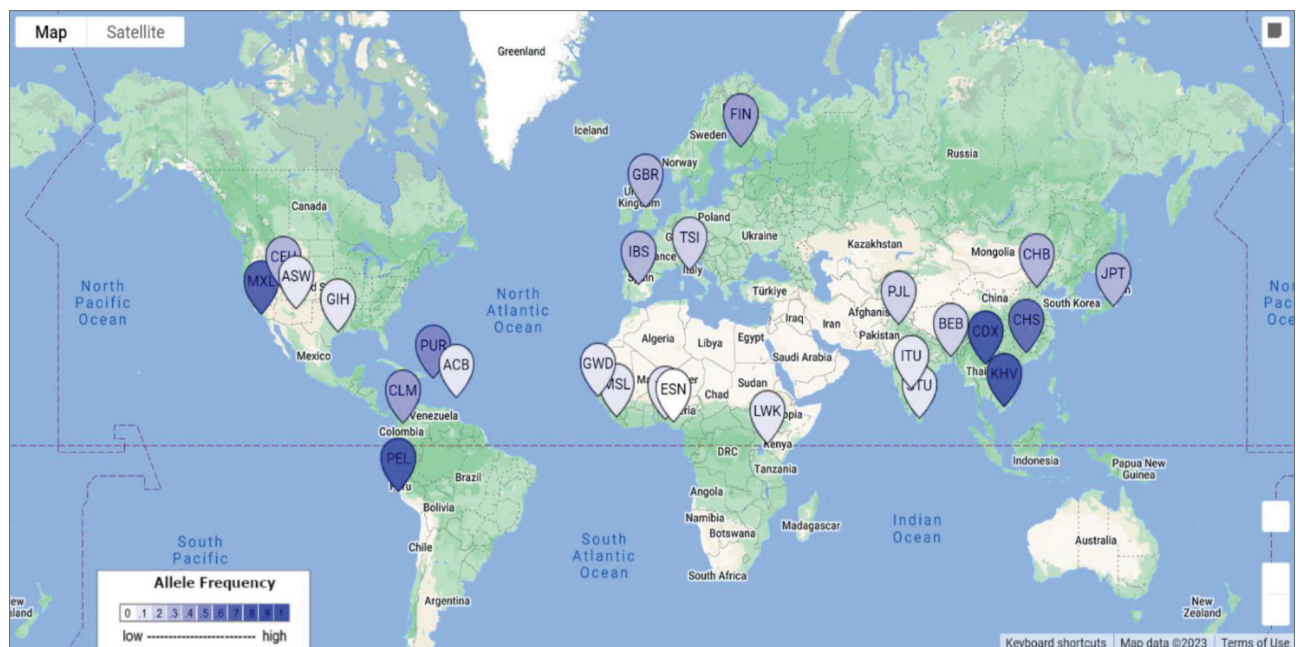 Map Satellite
Greenland
Iceland
FIN
Sweden
Norway
Russia
GBR
Canada
Kingdom
Poland
Ukraine
TSI
IBS
Italy
Kazakhstan
Mongolia
CHB
JPT
CEU
MXL
ASW
GIH
PJL
China
South Korea
North
Pacific
Ocean
North
Atlantic
Ocean
Türkiye
Iraq
Iran
Pakistan
BEB
CDX
CHS
Algeria
Libya
Egypt
Saudi Arabia
Mexico
PUR
ACB
GWD
MSL
ESN
Chad
Sudan
ITU
KHV
CLM
Venezuela
Colombia
LWK
Kenya
PEL
DRC
Tanzania
Indonesia
Papua New
Guinea
Brazil
Bolivia
Angola
Namibia
Botswana
Madagascar
Indian
Ocean
South
Pacific
South
Atlantic
Ocean
Australia
Chile
South Africa
Argentina
New
Zealand
Allele Frequency
0 .1 .2 .3 .4 .5 .6 .7 .8 .9 1
low -------------------------- high
Keyboard shortcuts Map data ©2023 Terms of Use